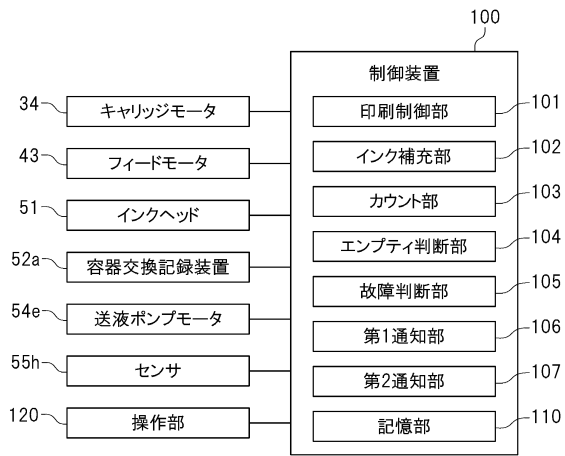 100
制御装置
34
キャリッジモータ
印刷制御部
101
43
フィードモータ
インク補充部
102
51
インクヘッド
カウント部
103
52a
容器交換記録装置
エンプティ判断部
104
54e
送液ポンプモータ
故障判断部
105
55h
センサ
第1通知部
106
120
操作部
第2通知部
107
記憶部
110